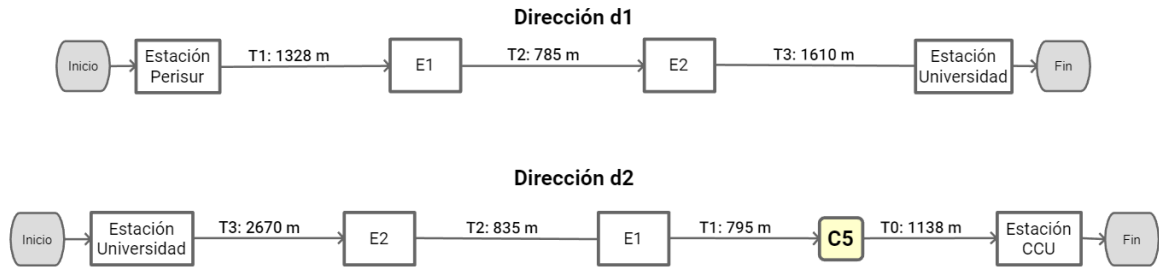 Dirección d1
Inicio
Estación
Perisur
T1: 1328 m
E1
T2: 785 m
E2
T3: 1610 m
Estación
Universidad
Fin
Dirección d2
Inicio
Estación
Universidad
T3: 2670 m
E2
T2: 835 m
E1
T1: 795 m
C5
T0: 1138 m
Estación
CCU
Fin